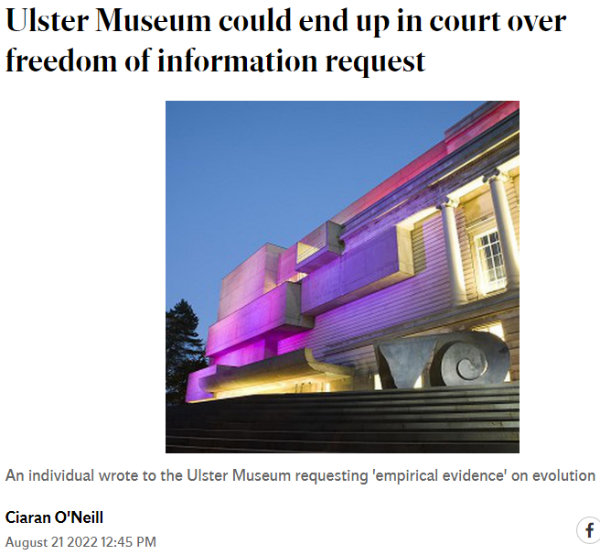 Ulster Museum could end up in court over
freedom of information request
An individual wrote to the Ulster Museum requesting 'empirical evidence' on evolution
Ciaran O'Neill
August 21 2022 12:45 PM